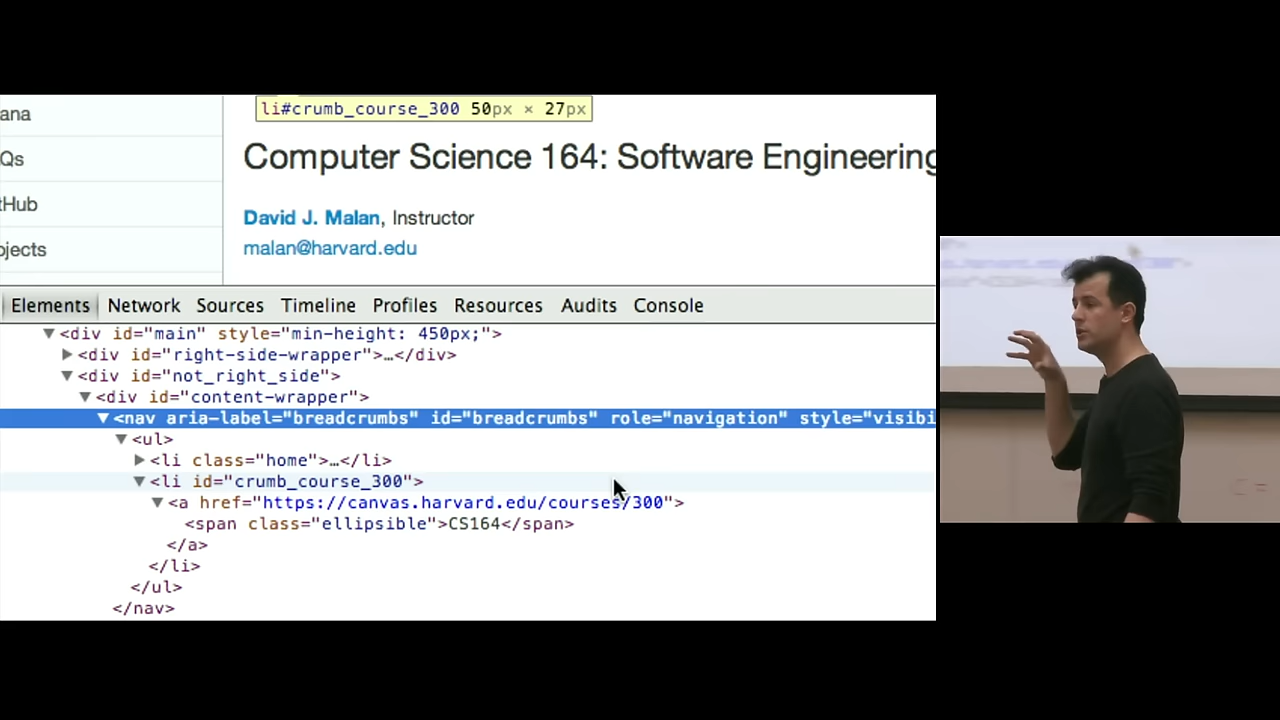 li#crumb_course_300 50px × 27px
ana
Qs
tHub
ojects
Computer Science 164: Software Engineering
David J. Malan, Instructor
malan@harvard.edu
Elements Network Sources Timeline Profiles Resources Audits Console
▼<div id="main" style="min-height: 450px;">
▶<div id="right-side-wrapper">…</div>
▼<div id="not_right_side">
▼<div id="content-wrapper">
▼<nav aria-label="breadcrumbs" id="breadcrumbs" role="navigation" style="visibi
▼<ul>
▶<li class="home">…</li>
▼<li id="crumb_course_300">
▼<a href="https://canvas.harvard.edu/courses/300">
<span class="ellipsible">CS164</span>
</a>
</li>
</ul>
</nav>